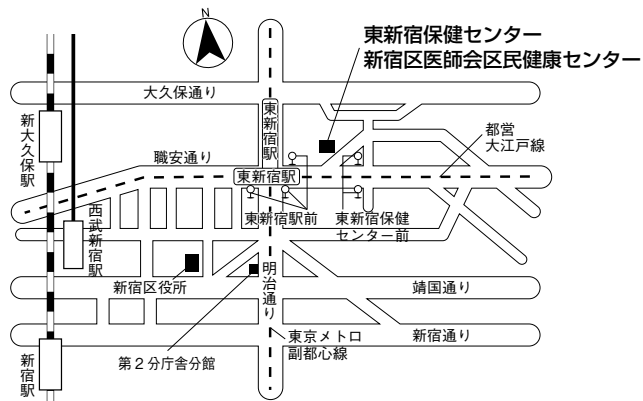 N
東新宿保健センター
新宿区医師会区民健康センター
大久保通り
新大久保駅
東新宿駅
都営
大江戸線
職安通り
東新宿駅
西武新宿駅
東新宿駅前
東新宿保健
センター前
新宿区役所
明治通り
靖国通り
新宿駅
第2分庁舎分館
東京メトロ
副都心線
新宿通り